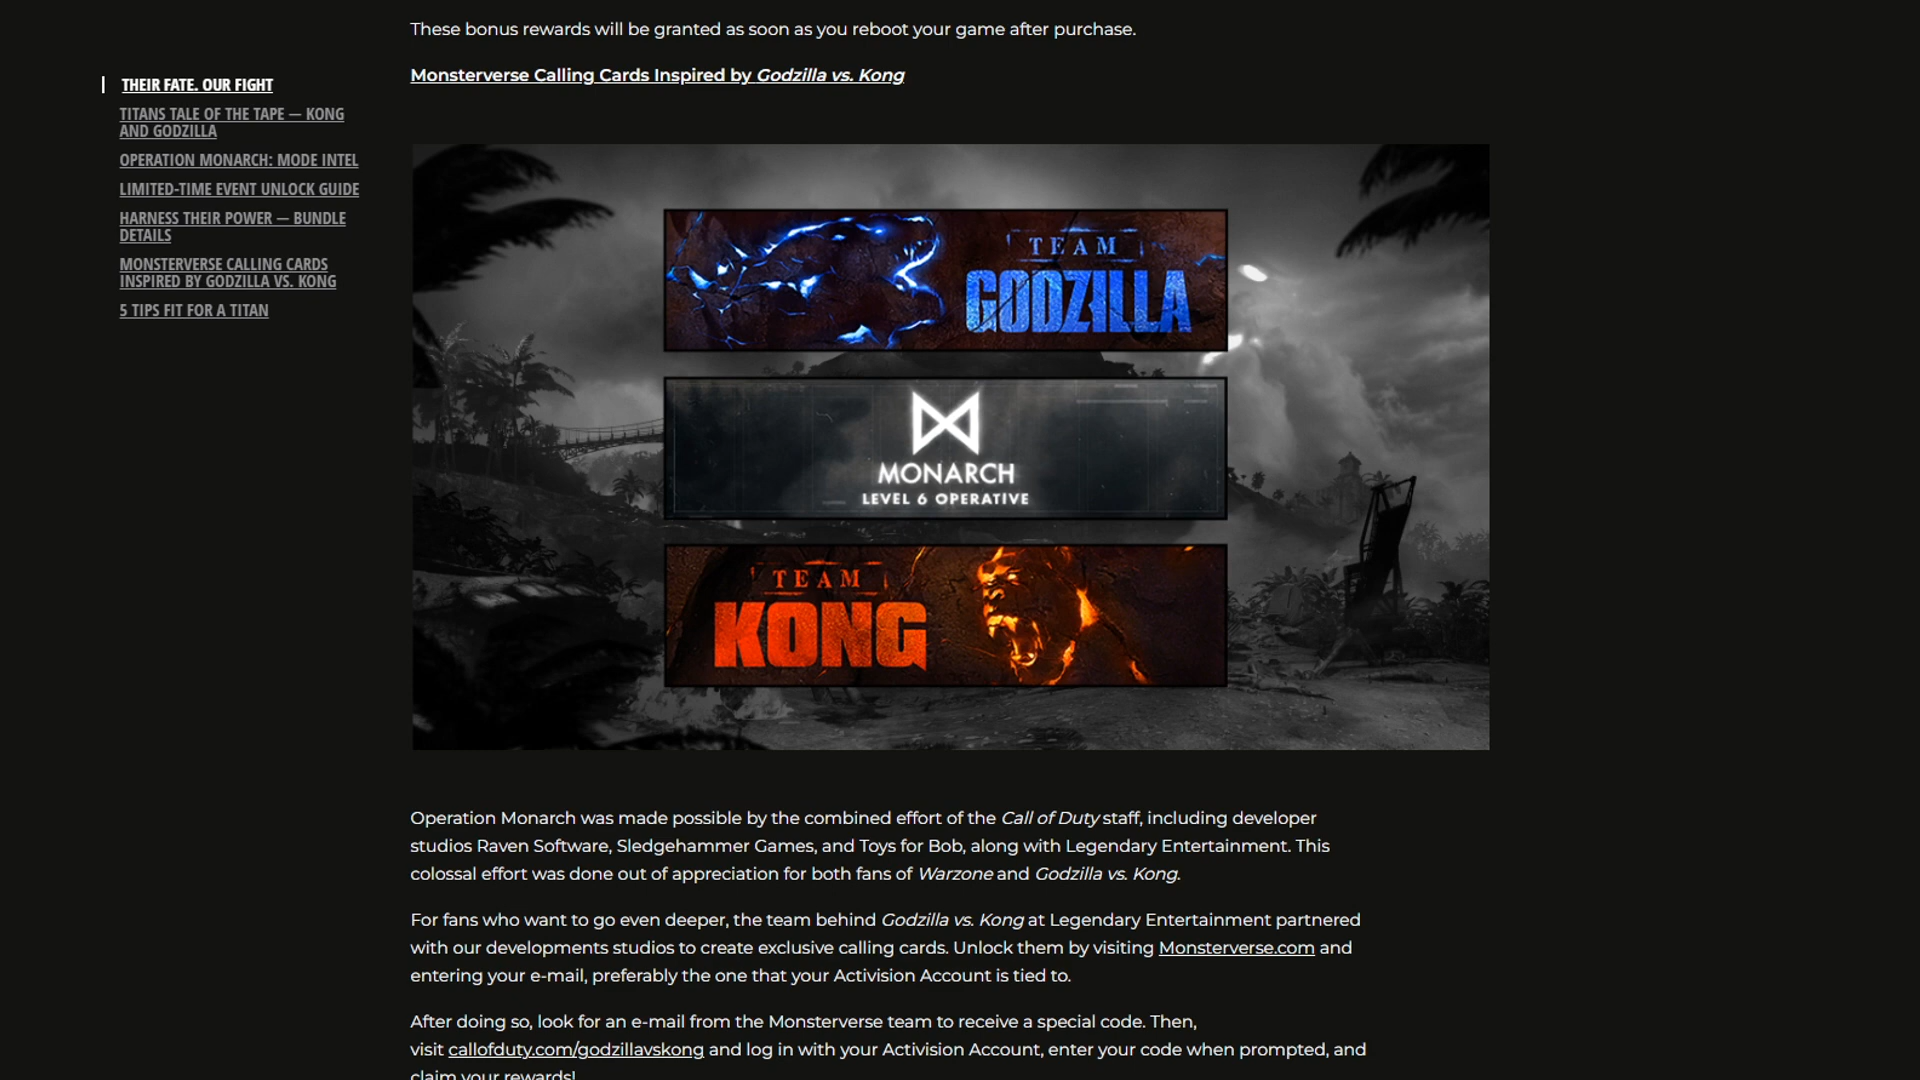 These bonus rewards will be granted as soon as you reboot your game after purchase.
Monsterverse Calling Cards Inspired by Godzilla vs. Kong
THEIR FATE. OUR FIGHT
TITANS TALE OF THE TAPE — KONG
AND GODZILLA
OPERATION MONARCH: MODE INTEL
LIMITED-TIME EVENT UNLOCK GUIDE
HARNESS THEIR POWER — BUNDLE
DETAILS
MONSTERVERSE CALLING CARDS
INSPIRED BY GODZILLA VS. KONG
5 TIPS FIT FOR A TITAN
TEAM
GODZILLA
MONARCH
LEVEL 6 OPERATIVE
TEAM
KONG
Operation Monarch was made possible by the combined effort of the Call of Duty staff, including developer
studios Raven Software, Sledgehammer Games, and Toys for Bob, along with Legendary Entertainment. This
colossal effort was done out of appreciation for both fans of Warzone and Godzilla vs. Kong.
For fans who want to go even deeper, the team behind Godzilla vs. Kong at Legendary Entertainment partnered
with our developments studios to create exclusive calling cards. Unlock them by visiting Monsterverse.com and
entering your e-mail, preferably the one that your Activision Account is tied to.
After doing so, look for an e-mail from the Monsterverse team to receive a special code. Then,
visit callofduty.com/godzillavskong and log in with your Activision Account, enter your code when prompted, and
claim your rewards!